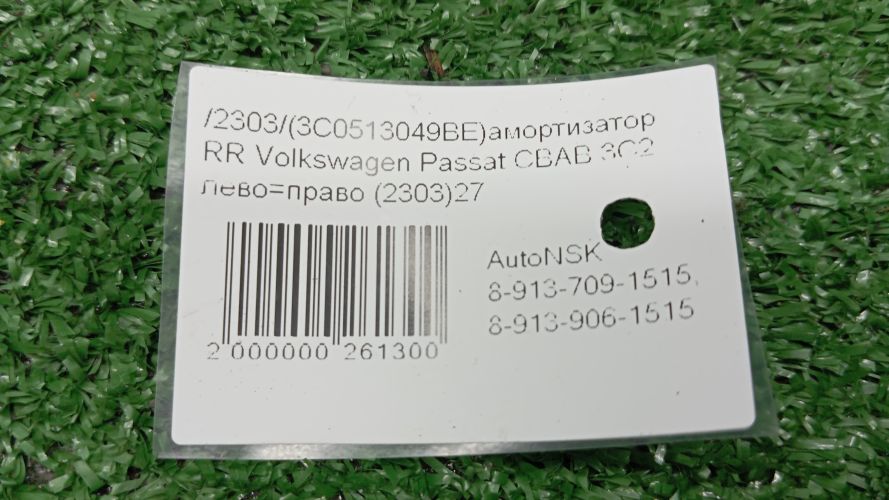 /2303/(3C0513049BE)амортизатор
RR Volkswagen Passat CBAB 3C2
лево=право (2303)27
AutoNSK
8-913-709-1515,
8-913-906-1515
2 000000 261300